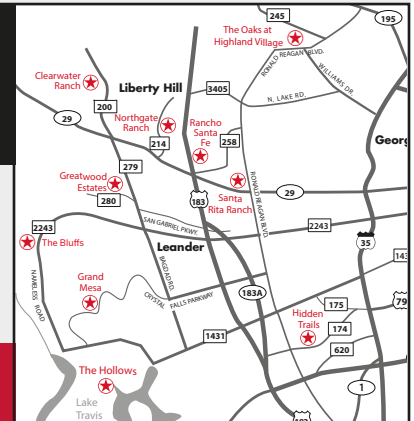 245
195
The Oaks at
Highland Village
RONALD REAGAN BLVD.
WILLIAMS DR.
Clearwater
Ranch
Liberty Hill
3405
N. LAKE RD.
200
29
Northgate
Ranch
Rancho
Santa
Fe
214
258
Georg
279
Greatwood
Estates
280
183
Santa
Rita Ranch
29
RONALD REAGAN BLVD.
2243
SAN GABRIEL PKWY.
2243
The Bluffs
Leander
35
143
NAMELESS ROAD
BAGDAD RD.
Grand
Mesa
CRYSTAL FALLS PARKWAY
183A
175
79
Hidden
Trails
174
1431
620
The Hollows
1
Lake
Travis
183